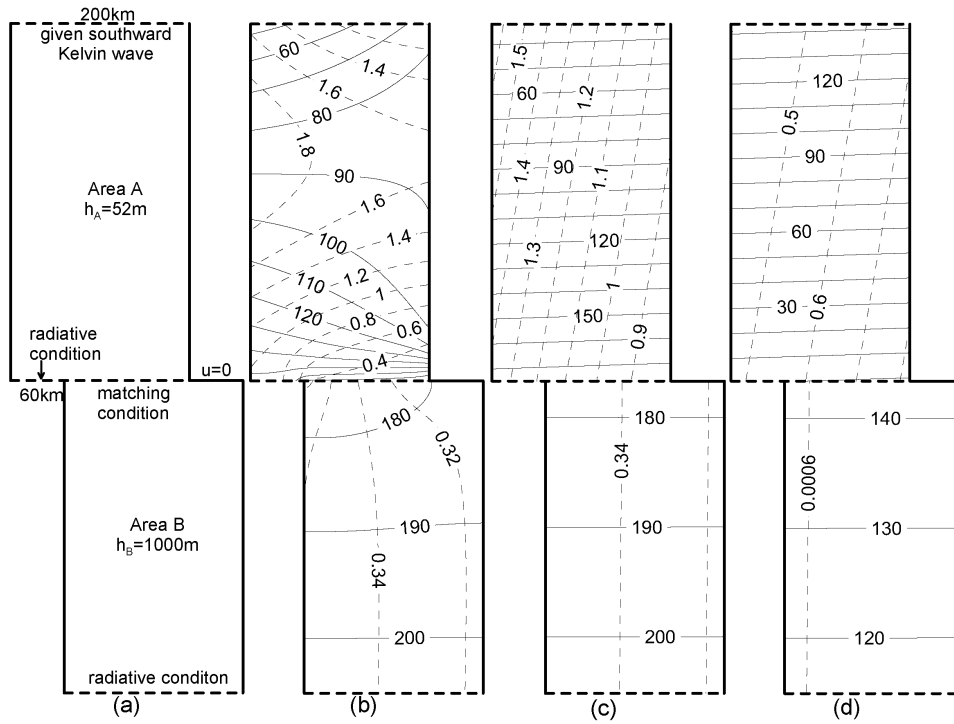 200km
given southward
Kelvin wave
Area A
hA=52m
radiative
condition
60km
u=0
matching
condition
Area B
hB=1000m
radiative conditon
(a)
60
1.4
1.6
80
1.8
90
1.6
100
1.4
110
1.2
1
120
0.8
0.6
0.4
180
0.32
190
0.34
200
(b)
1.5
60
1.2
1.4
90
1.1
1.3
120
1
150
0.9
180
0.34
190
200
(c)
120
0.5
90
60
30
0.6
140
0.0006
130
120
(d)